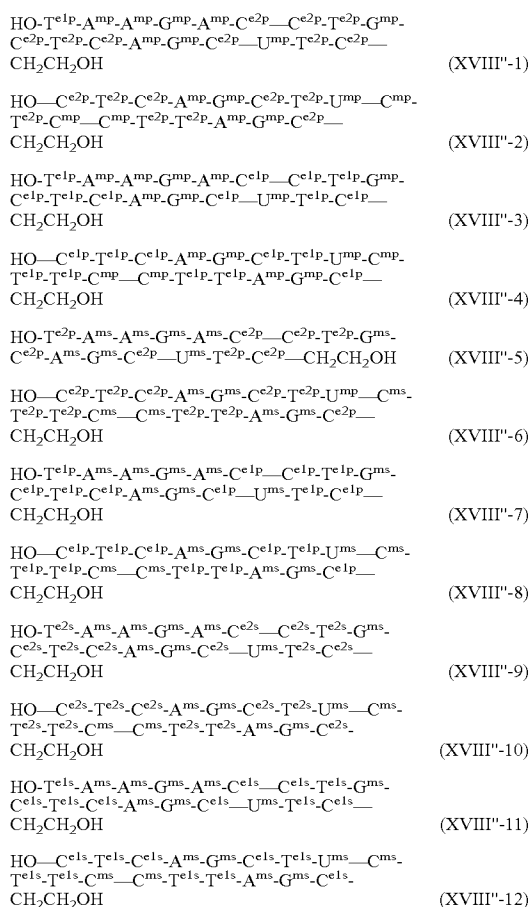 HO-T^e1p-A^mp-A^mp-G^mp-A^mp-C^e2p—C^e2p-T^e2p-G^mp-
C^e2p-T^e2p-C^e2p-A^mp-G^mp-C^e2p—U^mp-T^e2p-C^e2p—
CH₂CH₂OH (XVIII"-1)
HO—C^e2p-T^e2p-C^e2p-A^mp-G^mp-C^e2p-T^e2p-U^mp—C^mp-
T^e2p-C^mp—C^mp-T^e2p-T^e2p-A^mp-G^mp-C^e2p—
CH₂CH₂OH (XVIII"-2)
HO-T^e1p-A^mp-A^mp-G^mp-A^mp-C^e1p—C^e1p-T^e1p-G^mp-
C^e1p-T^e1p-C^e1p-A^mp-G^mp-C^e1p—U^mp-T^e1p-C^e1p—
CH₂CH₂OH (XVIII"-3)
HO—C^e1p-T^e1p-C^e1p-A^mp-G^mp-C^e1p-T^e1p-U^mp-C^mp-
T^e1p-T^e1p-C^mp—C^mp-T^e1p-T^e1p-A^mp-G^mp-C^e1p—
CH₂CH₂OH (XVIII"-4)
HO-T^e2p-A^ms-A^ms-G^ms-A^ms-C^e2p—C^e2p-T^e2p-G^ms-
C^e2p-A^ms-G^ms-C^e2p—U^ms-T^e2p-C^e2p—CH₂CH₂OH (XVIII"-5)
HO—C^e2p-T^e2p-C^e2p-A^ms-G^ms-C^e2p-T^e2p-U^mp—C^ms-
T^e2p-T^e2p-C^ms—C^ms-T^e2p-T^e2p-A^ms-G^ms-C^e2p—
CH₂CH₂OH (XVIII"-6)
HO-T^e1p-A^ms-A^ms-G^ms-A^ms-C^e1p—C^e1p-T^e1p-G^ms-
C^e1p-T^e1p-C^e1p-A^ms-G^ms-C^e1p—U^ms-T^e1p-C^e1p—
CH₂CH₂OH (XVIII"-7)
HO—C^e1p-T^e1p-C^e1p-A^ms-G^ms-C^e1p-T^e1p-U^ms—C^ms-
T^e1p-T^e1p-C^ms—C^ms-T^e1p-T^e1p-A^ms-G^ms-C^e1p—
CH₂CH₂OH (XVIII"-8)
HO-T^e2s-A^ms-A^ms-G^ms-A^ms-C^e2s—C^e2s-T^e2s-G^ms-
C^e2s-T^e2s-C^e2s-A^ms-G^ms-C^e2s—U^ms-T^e2s-C^e2s—
CH₂CH₂OH (XVIII"-9)
HO—C^e2s-T^e2s-C^e2s-A^ms-G^ms-C^e2s-T^e2s-U^ms—C^ms-
T^e2s-T^e2s-C^ms—C^ms-T^e2s-T^e2s-A^ms-G^ms-C^e2s-
CH₂CH₂OH (XVIII"-10)
HO-T^e1s-A^ms-A^ms-G^ms-A^ms-C^e1s—C^e1s-T^e1s-G^ms-
C^e1s-T^e1s-C^e1s-A^ms-G^ms-C^e1s—U^ms-T^e1s-C^e1s—
CH₂CH₂OH (XVIII"-11)
HO—C^e1s-T^e1s-C^e1s-A^ms-G^ms-C^e1s-T^e1s-U^ms—C^ms-
T^e1s-T^e1s-C^ms—C^ms-T^e1s-T^e1s-A^ms-G^ms-C^e1s-
CH₂CH₂OH (XVIII"-12)